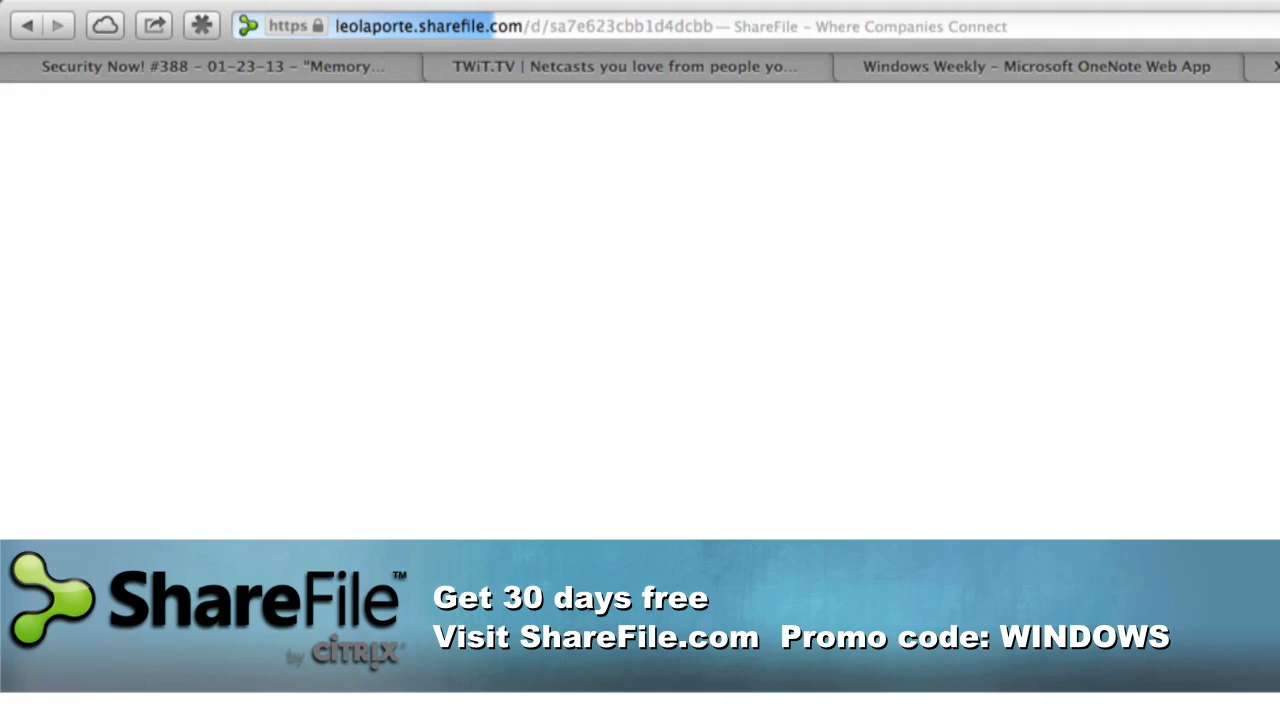 https leolaporte.sharefile.com/d/sa7e623cbb1d4dcbb — ShareFile – Where Companies Connect
Security Now! #388 – 01–23–13 – "Memory... TWiT.TV | Netcasts you love from people yo... Windows Weekly – Microsoft OneNote Web App
ShareFile™
by CITRIX
Get 30 days free
Visit ShareFile.com Promo code: WINDOWS